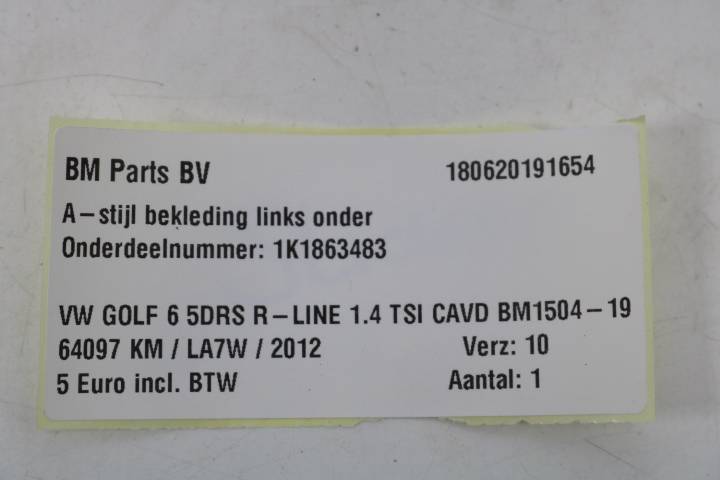 BM Parts BV 180620191654
A-stijl bekleding links onder
Onderdeelnummer: 1K1863483
VW GOLF 6 5DRS R-LINE 1.4 TSI CAVD BM1504-19
64097 KM / LA7W / 2012 Verz: 10
5 Euro incl. BTW Aantal: 1